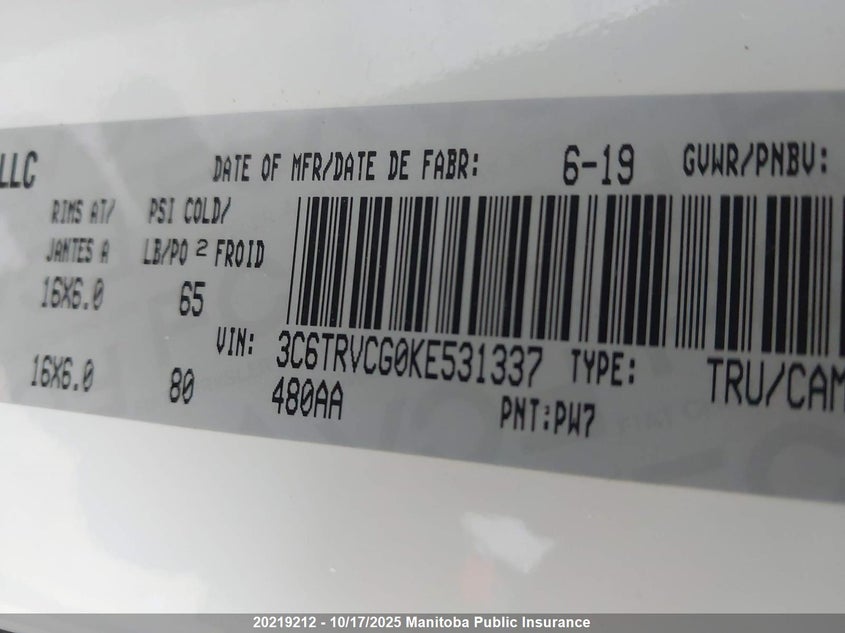 LLC DATE OF MFR/DATE DE FABR: 6-19 GVWR/PNBV:
RIMS AT/ PSI COLD/
JANTES A LB/PO 2 FROID
16X6.0 65
VIN: 3C6TRVCG0KE531337 TYPE: TRU/CAM
16X6.0 80 480AA PNT:PW7
20219212 - 10/17/2025 Manitoba Public Insurance